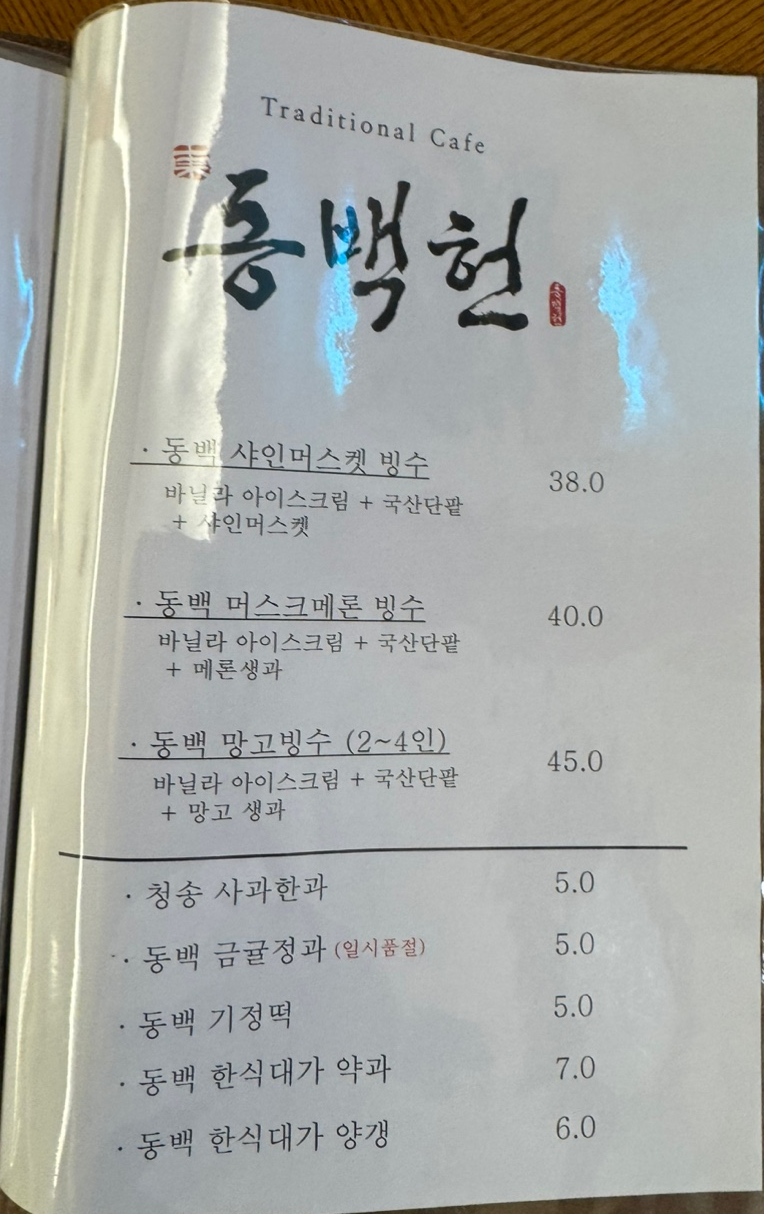 Traditional Cafe
동백헌
· 동백 샤인머스켓 빙수 38.0
바닐라 아이스크림 + 국산단팥
+ 샤인머스켓
· 동백 머스크메론 빙수 40.0
바닐라 아이스크림 + 국산단팥
+ 메론생과
· 동백 망고빙수 (2~4인) 45.0
바닐라 아이스크림 + 국산단팥
+ 망고 생과
· 청송 사과한과 5.0
· 동백 금귤정과 (일시품절) 5.0
· 동백 기정떡 5.0
· 동백 한식대가 약과 7.0
· 동백 한식대가 양갱 6.0